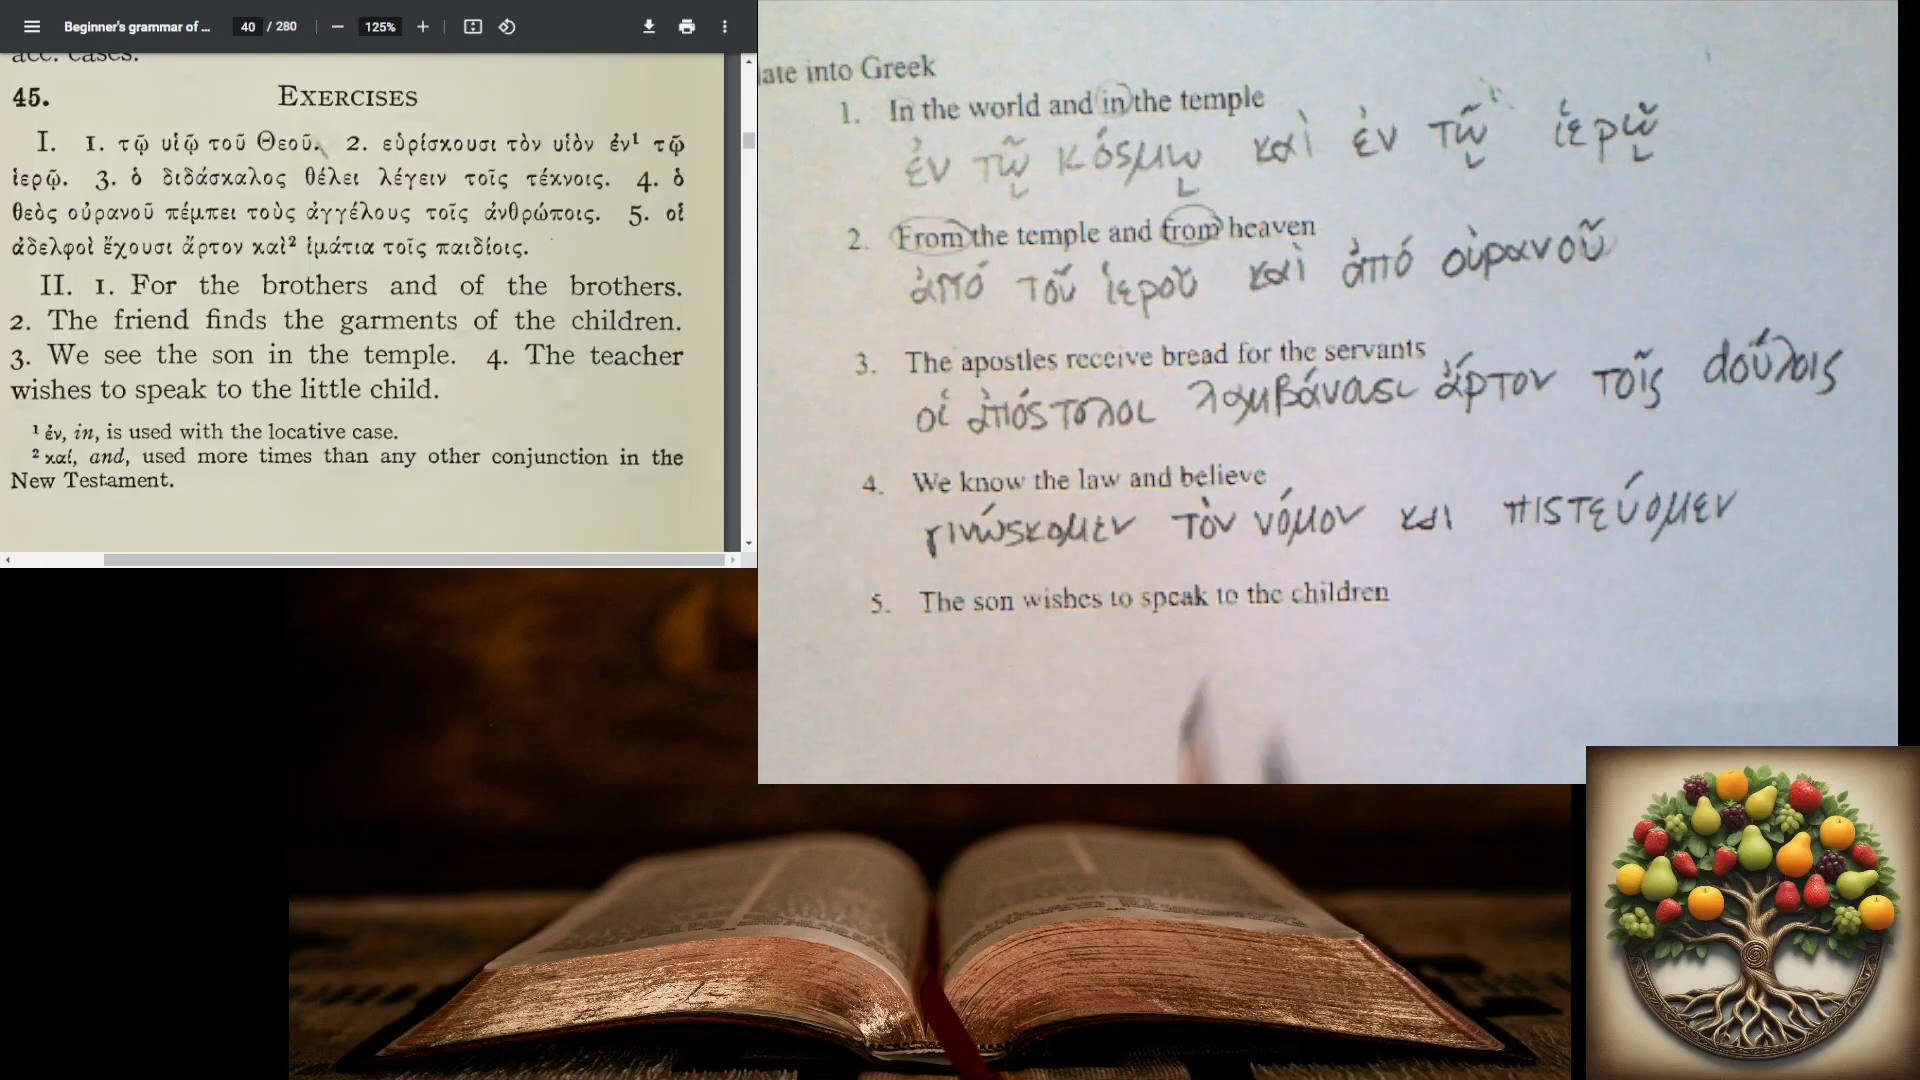 Beginner's grammar of ... 40 / 280 125%
acc. cases.
45. EXERCISES
I. 1. τῷ υἱῷ τοῦ Θεοῦ. 2. εὑρίσκουσι τὸν υἱὸν ἐν¹ τῷ
ἱερῷ. 3. ὁ διδάσκαλος θέλει λέγειν τοῖς τέκνοις. 4. ὁ
θεὸς οὐρανοῦ πέμπει τοὺς ἀγγέλους τοῖς ἀνθρώποις. 5. οἱ
ἀδελφοὶ ἔχουσι ἄρτον καὶ² ἱμάτια τοῖς παιδίοις.
II. 1. For the brothers and of the brothers.
2. The friend finds the garments of the children.
3. We see the son in the temple. 4. The teacher
wishes to speak to the little child.
¹ ἐν, in, is used with the locative case.
² καί, and, used more times than any other conjunction in the
New Testament.
ate into Greek
1. In the world and in the temple
ἐν τῷ κόσμῳ καὶ ἐν τῷ ἱερῷ
2. From the temple and from heaven
ἀπό τοῦ ἱεροῦ καὶ ἀπό οὐρανοῦ
3. The apostles receive bread for the servants
οἱ ἀπόστολοι ἄρτον τοῖς δούλοις
4. We know the law and believe
γινώσκομεν τὸν νόμον και πιστεύομεν
5. The son wishes to speak to the children